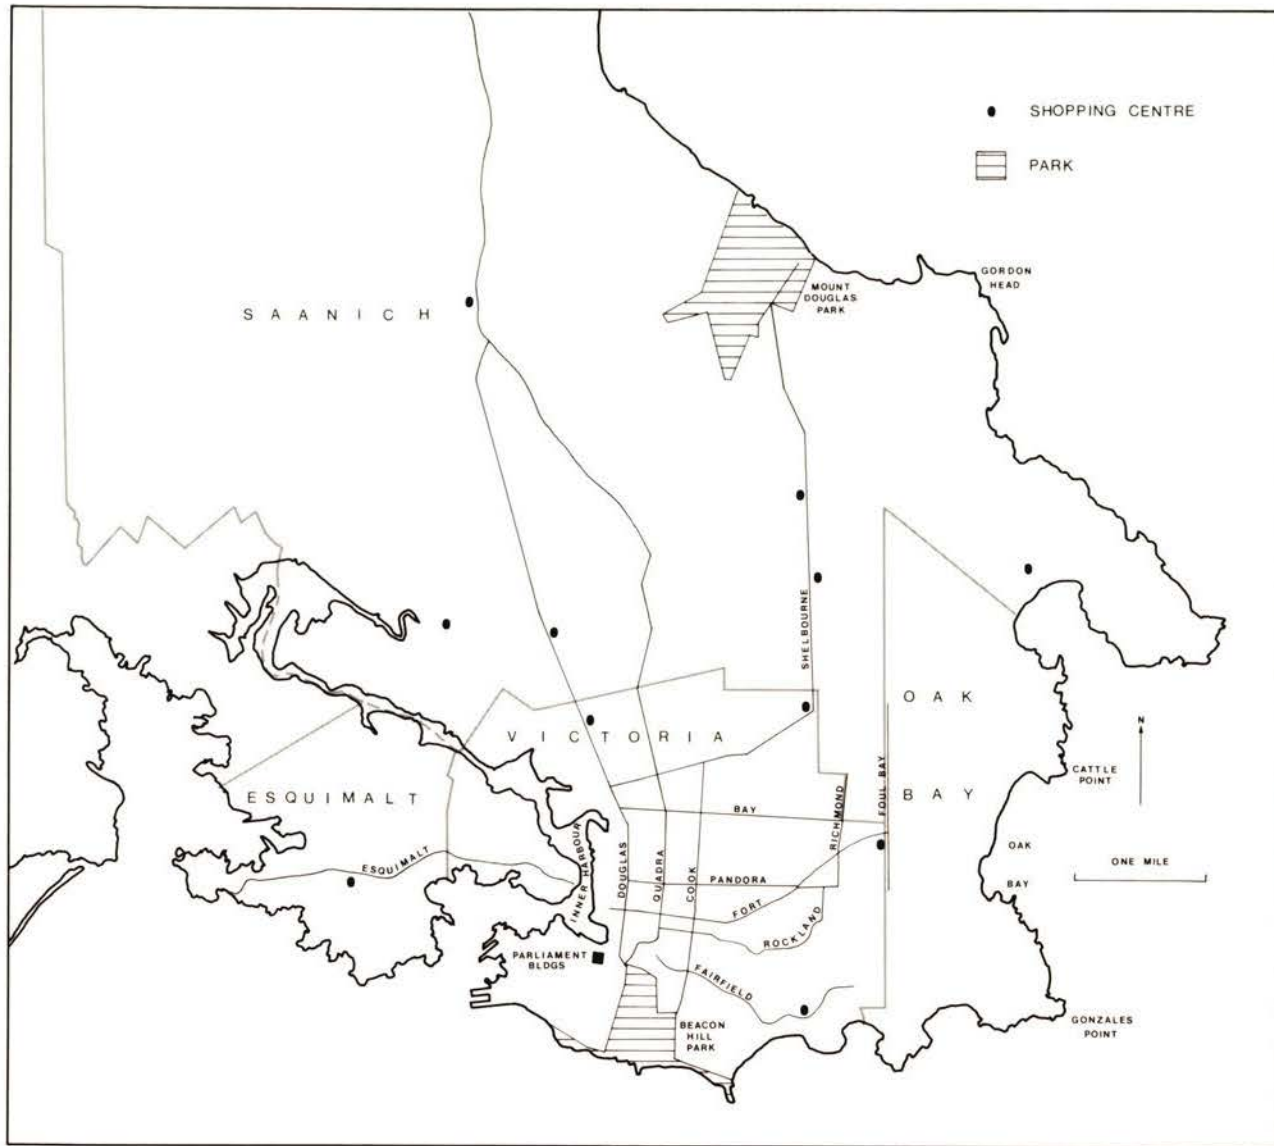 SHOPPING CENTRE
PARK
GORDON
HEAD
MOUNT
DOUGLAS
PARK
SAANICH
SHELBOURNE
OAK
BAY
VICTORIA
N
CATTLE
POINT
ESQUIMALT
FOUL BAY
RICHMOND
BAY
OAK
BAY
ONE MILE
ESQUIMALT
INNER HARBOUR
DOUGLAS
QUADRA
COOK
PANDORA
FORT
ROCKLAND
PARLIAMENT
BLDGS
FAIRFIELD
BEACON
HILL
PARK
GONZALES
POINT